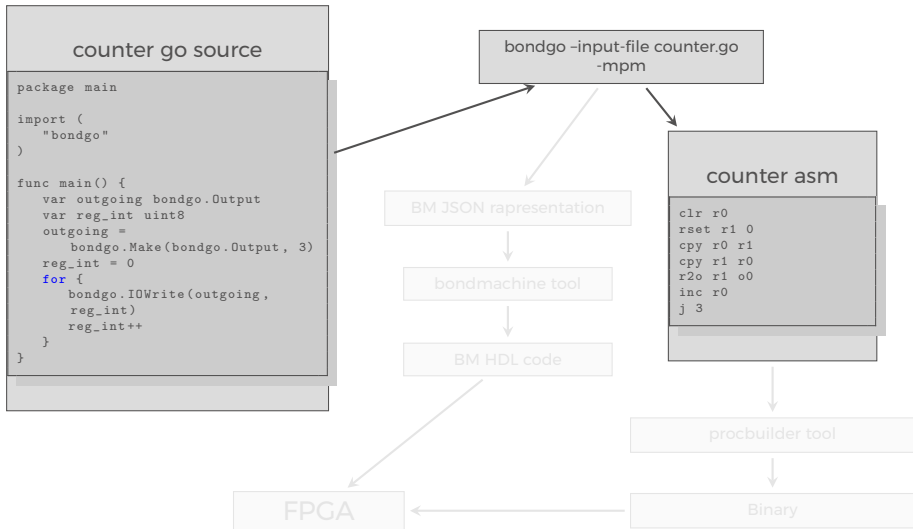 counter go source
package main
import (
"bondgo"
)
func main() {
var outgoing bondgo.Output
var reg_int uint8
outgoing =
bondgo.Make(bondgo.Output, 3)
reg_int = 0
for {
bondgo.IOWrite(outgoing,
reg_int)
reg_int++
}
}
bondgo –input-file counter.go
-mpm
BM JSON rapresentation
bondmachine tool
BM HDL code
FPGA
counter asm
clr r0
rset r1 0
cpy r0 r1
cpy r1 r0
r2o r1 o0
inc r0
j 3
procbuilder tool
Binary